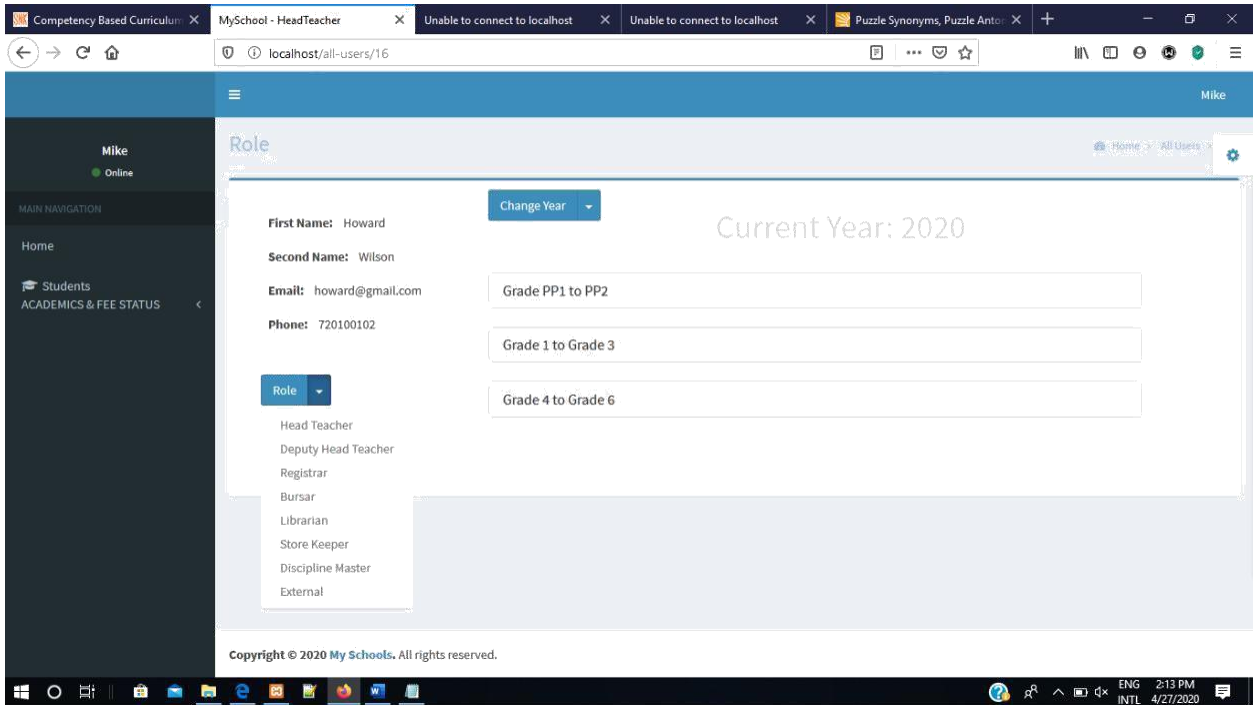 Competency Based Curriculum
MySchool - HeadTeacher
Unable to connect to localhost
Unable to connect to localhost
Puzzle Synonyms, Puzzle Anton
localhost/all-users/16
Mike
Mike
Online
MAIN NAVIGATION
Home
Students
ACADEMICS & FEE STATUS
Role
Home > All Users >
First Name: Howard
Second Name: Wilson
Email: howard@gmail.com
Phone: 720100102
Role
Head Teacher
Deputy Head Teacher
Registrar
Bursar
Librarian
Store Keeper
Discipline Master
External
Change Year
Current Year: 2020
Grade PP1 to PP2
Grade 1 to Grade 3
Grade 4 to Grade 6
Copyright © 2020 My Schools. All rights reserved.
ENG
INTL
2:13 PM
4/27/2020